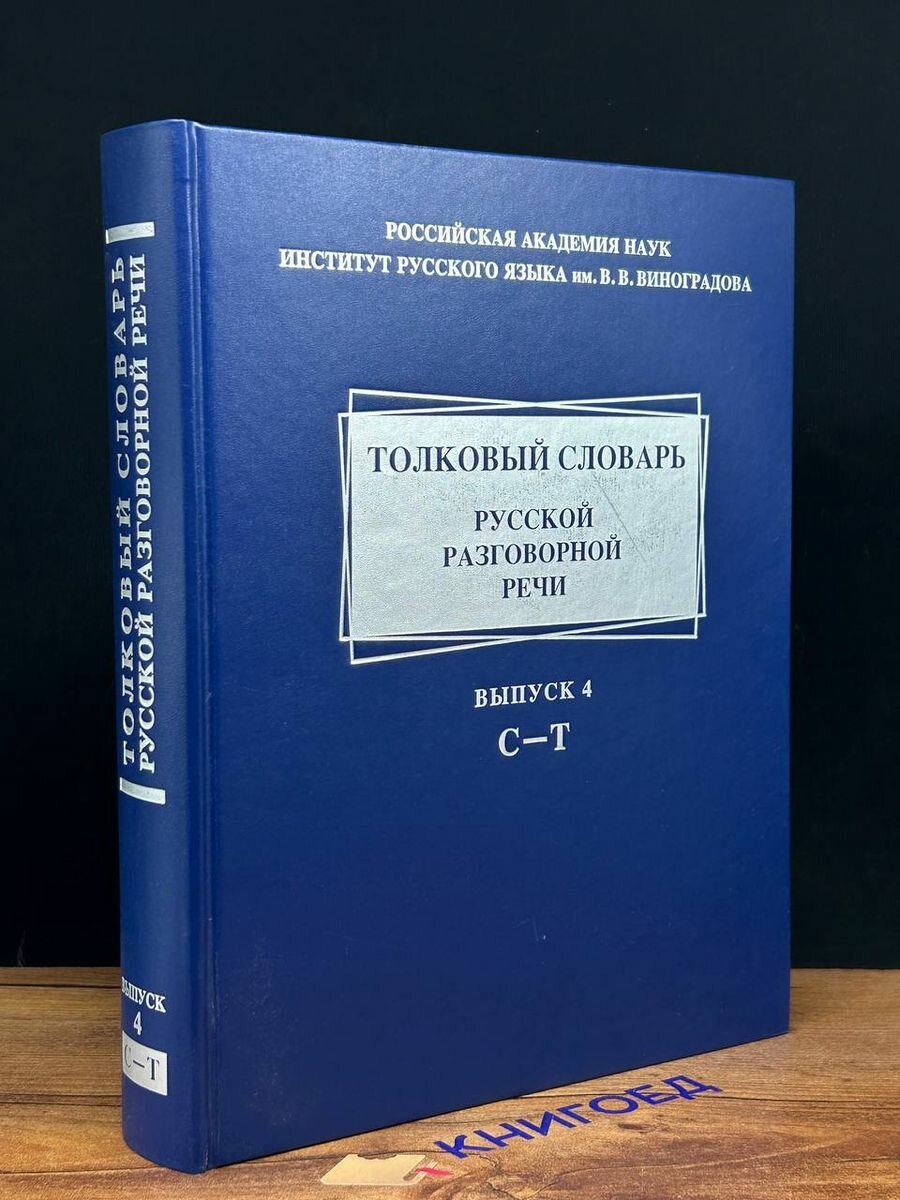 РОССИЙСКАЯ АКАДЕМИЯ НАУК
ИНСТИТУТ РУССКОГО ЯЗЫКА им. В. В. ВИНОГРАДОВА
ТОЛКОВЫЙ СЛОВАРЬ
РУССКОЙ
РАЗГОВОРНОЙ
РЕЧИ
ВЫПУСК 4
С–Т
ТОЛКОВЫЙ СЛОВАРЬ
РУССКОЙ РАЗГОВОРНОЙ РЕЧИ
ВЫПУСК
4
С–Т
КНИГОЕД